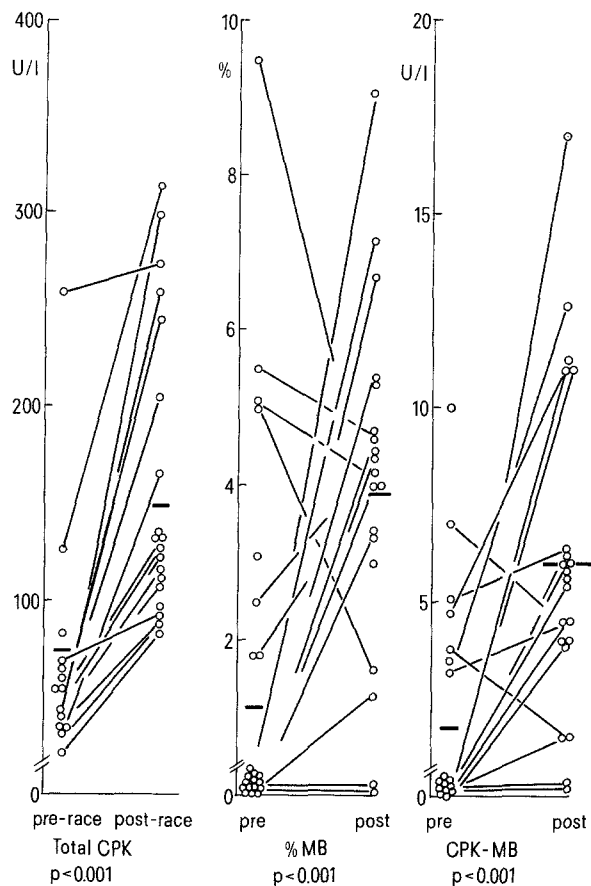 400
U/l
300
200
100
0
pre-race post-race
Total CPK
p<0.001
10
%
8
6
4
2
0
pre post
% MB
p<0.001
20
U/l
15
10
5
0
pre post
CPK-MB
p<0.001